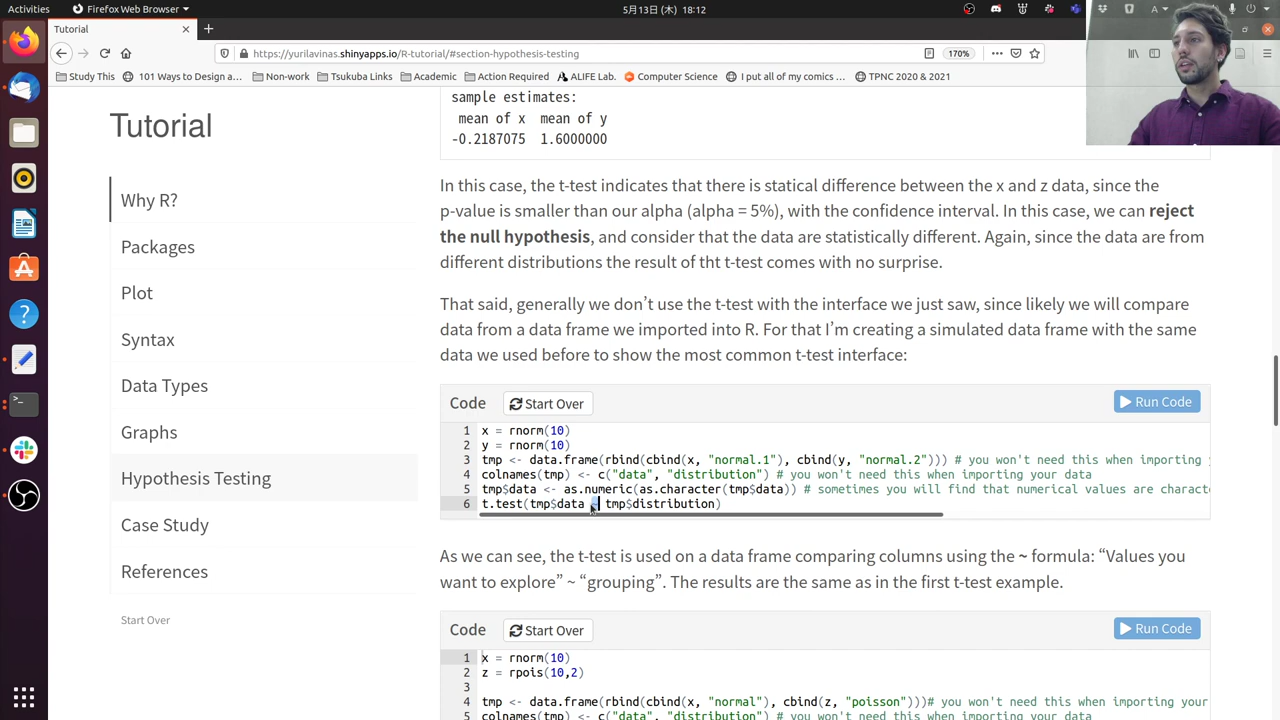 Activities
Firefox Web Browser
5月13日 (木) 18:12
Tutorial
https://yurilavinas.shinyapps.io/R-tutorial/#section-hypothesis-testing
170%
Study This
101 Ways to Design a…
Non-work
Tsukuba Links
Academic
Action Required
ALIFE Lab.
Computer Science
I put all of my comics …
TPNC 2020 & 2021
Tutorial
Why R?
Packages
Plot
Syntax
Data Types
Graphs
Hypothesis Testing
Case Study
References
Start Over
sample estimates:
mean of x mean of y
-0.2187075 1.6000000
In this case, the t-test indicates that there is statical difference between the x and z data, since the
p-value is smaller than our alpha (alpha = 5%), with the confidence interval. In this case, we can reject
the null hypothesis, and consider that the data are statistically different. Again, since the data are from
different distributions the result of tht t-test comes with no surprise.
That said, generally we don't use the t-test with the interface we just saw, since likely we will compare
data from a data frame we imported into R. For that I'm creating a simulated data frame with the same
data we used before to show the most common t-test interface:
Code
Start Over
Run Code
1 x = rnorm(10)
2 y = rnorm(10)
3 tmp <- data.frame(rbind(cbind(x, "normal.1"), cbind(y, "normal.2"))) # you won't need this when importing
4 colnames(tmp) <- c("data", "distribution") # you won't need this when importing your data
5 tmp$data <- as.numeric(as.character(tmp$data)) # sometimes you will find that numerical values are characte
6 t.test(tmp$data ~ tmp$distribution)
As we can see, the t-test is used on a data frame comparing columns using the ~ formula: "Values you
want to explore" ~ "grouping". The results are the same as in the first t-test example.
Code
Start Over
Run Code
1 x = rnorm(10)
2 z = rpois(10,2)
3
4 tmp <- data.frame(rbind(cbind(x, "normal"), cbind(z, "poisson")))# you won't need this when importing your
5 colnames(tmp) <- c("data", "distribution") # you won't need this when importing your data